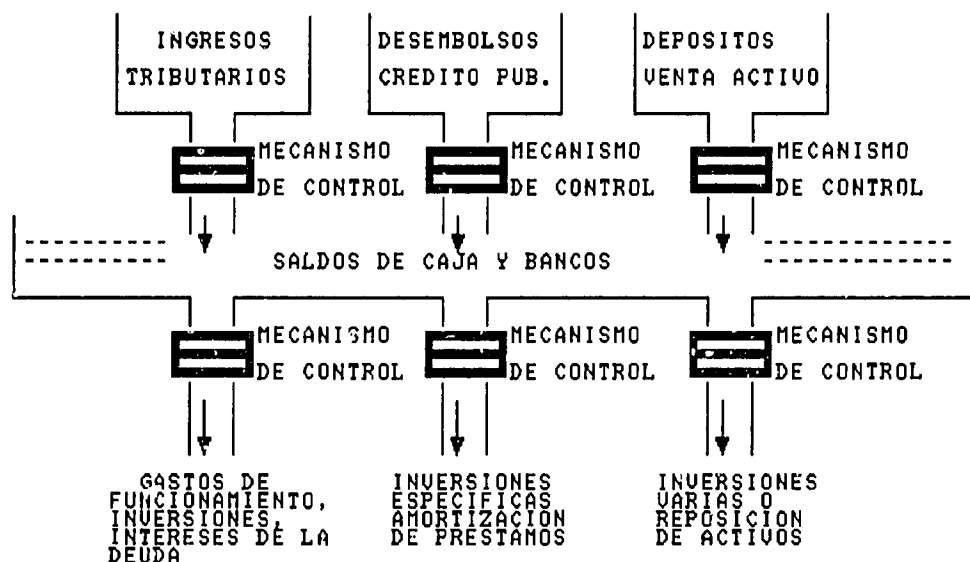 INGRESOS
TRIBUTARIOS
DESEMBOLSOS
CREDITO PUB.
DEPOSITOS
VENTA ACTIVO
MECANISMO
DE CONTROL
MECANISMO
DE CONTROL
MECANISMO
DE CONTROL
SALDOS DE CAJA Y BANCOS
MECANISMO
DE CONTROL
MECANISMO
DE CONTROL
MECANISMO
DE CONTROL
GASTOS DE
FUNCIONAMIENTO,
INVERSIONES,
INTERESES DE LA
DEUDA
INVERSIONES
ESPECIFICAS
AMORTIZACION
DE PRESTAMOS
INVERSIONES
VARIAS O
REPOSICION
DE ACTIVOS